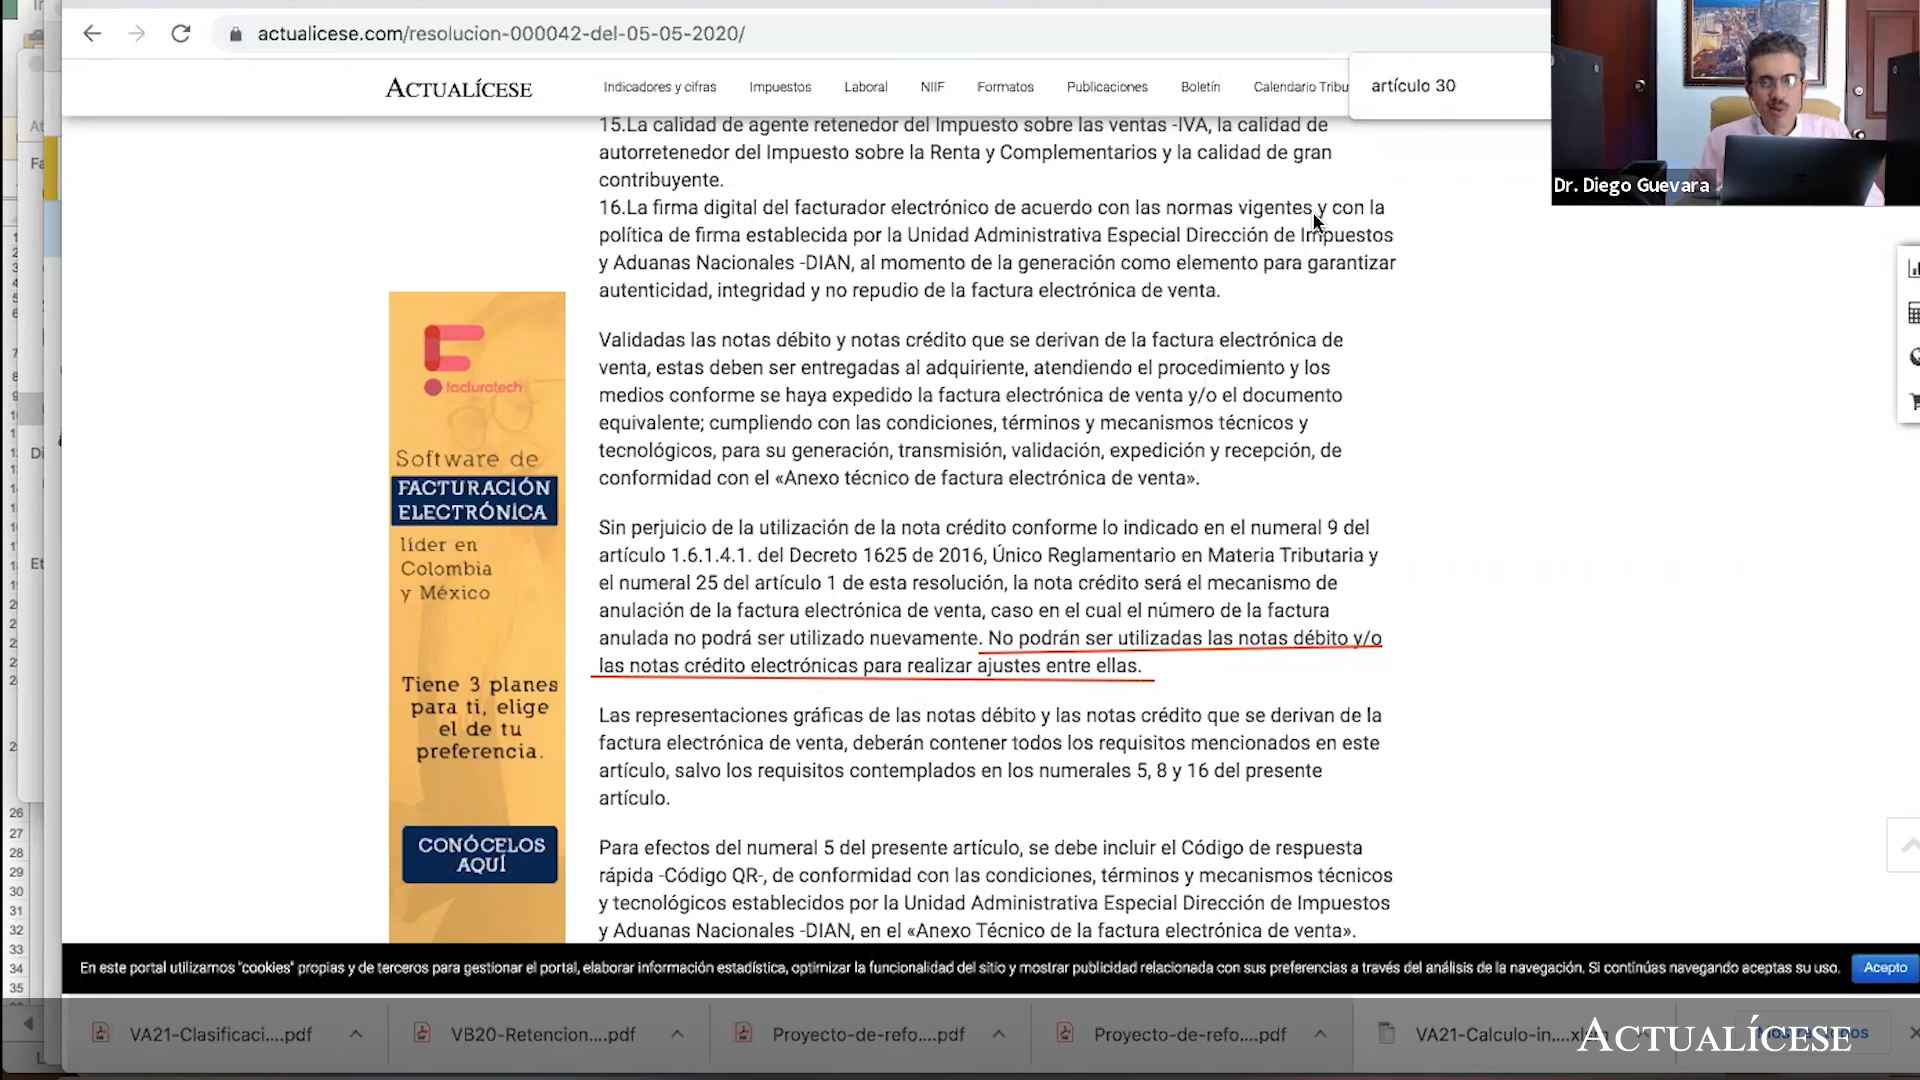 actualicese.com/resolucion-000042-del-05-05-2020/
ACTUALÍCESE
Indicadores y cifras
Impuestos
Laboral
NIIF
Formatos
Publicaciones
Boletín
Calendario Tribu
artículo 30
Dr. Diego Guevara
15.La calidad de agente retenedor del Impuesto sobre las ventas -IVA, la calidad de
autorretenedor del Impuesto sobre la Renta y Complementarios y la calidad de gran
contribuyente.
16.La firma digital del facturador electrónico de acuerdo con las normas vigentes y con la
política de firma establecida por la Unidad Administrativa Especial Dirección de Impuestos
y Aduanas Nacionales -DIAN, al momento de la generación como elemento para garantizar
autenticidad, integridad y no repudio de la factura electrónica de venta.
Validadas las notas débito y notas crédito que se derivan de la factura electrónica de
venta, estas deben ser entregadas al adquiriente, atendiendo el procedimiento y los
medios conforme se haya expedido la factura electrónica de venta y/o el documento
equivalente; cumpliendo con las condiciones, términos y mecanismos técnicos y
tecnológicos, para su generación, transmisión, validación, expedición y recepción, de
conformidad con el «Anexo técnico de factura electrónica de venta».
Sin perjuicio de la utilización de la nota crédito conforme lo indicado en el numeral 9 del
artículo 1.6.1.4.1. del Decreto 1625 de 2016, Único Reglamentario en Materia Tributaria y
el numeral 25 del artículo 1 de esta resolución, la nota crédito será el mecanismo de
anulación de la factura electrónica de venta, caso en el cual el número de la factura
anulada no podrá ser utilizado nuevamente. No podrán ser utilizadas las notas débito y/o
las notas crédito electrónicas para realizar ajustes entre ellas.
Las representaciones gráficas de las notas débito y las notas crédito que se derivan de la
factura electrónica de venta, deberán contener todos los requisitos mencionados en este
artículo, salvo los requisitos contemplados en los numerales 5, 8 y 16 del presente
artículo.
Para efectos del numeral 5 del presente artículo, se debe incluir el Código de respuesta
rápida -Código QR-, de conformidad con las condiciones, términos y mecanismos técnicos
y tecnológicos establecidos por la Unidad Administrativa Especial Dirección de Impuestos
y Aduanas Nacionales -DIAN, en el «Anexo Técnico de la factura electrónica de venta».
facturatech
Software de
FACTURACIÓN
ELECTRÓNICA
líder en
Colombia
y México
Tiene 3 planes
para ti, elige
el de tu
preferencia.
CONÓCELOS
AQUÍ
26
27
28
29
30
31
32
33
34
35
En este portal utilizamos "cookies" propias y de terceros para gestionar el portal, elaborar información estadística, optimizar la funcionalidad del sitio y mostrar publicidad relacionada con sus preferencias a través del análisis de la navegación. Si continúas navegando aceptas su uso.
Acepto
VA21-Clasificaci....pdf
VB20-Retencion....pdf
Proyecto-de-refo....pdf
Proyecto-de-refo....pdf
VA21-Calculo-in....
ACTUALÍCESE